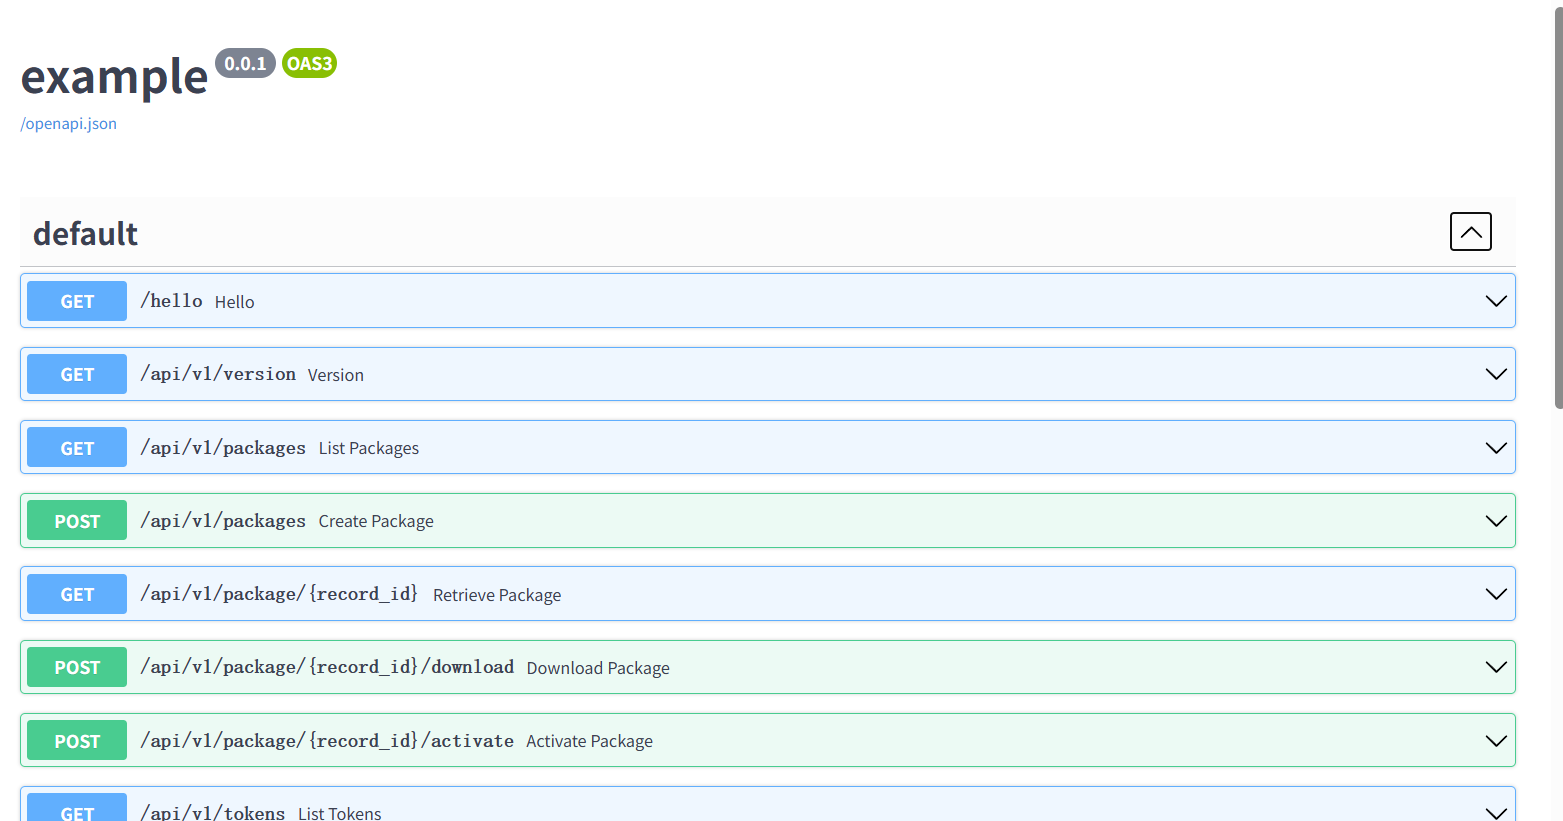 example 0.0.1 OAS3
/openapi.json
default
GET /hello Hello
GET /api/v1/version Version
GET /api/v1/packages List Packages
POST /api/v1/packages Create Package
GET /api/v1/package/{record_id} Retrieve Package
POST /api/v1/package/{record_id}/download Download Package
POST /api/v1/package/{record_id}/activate Activate Package
GET /api/v1/tokens List Tokens